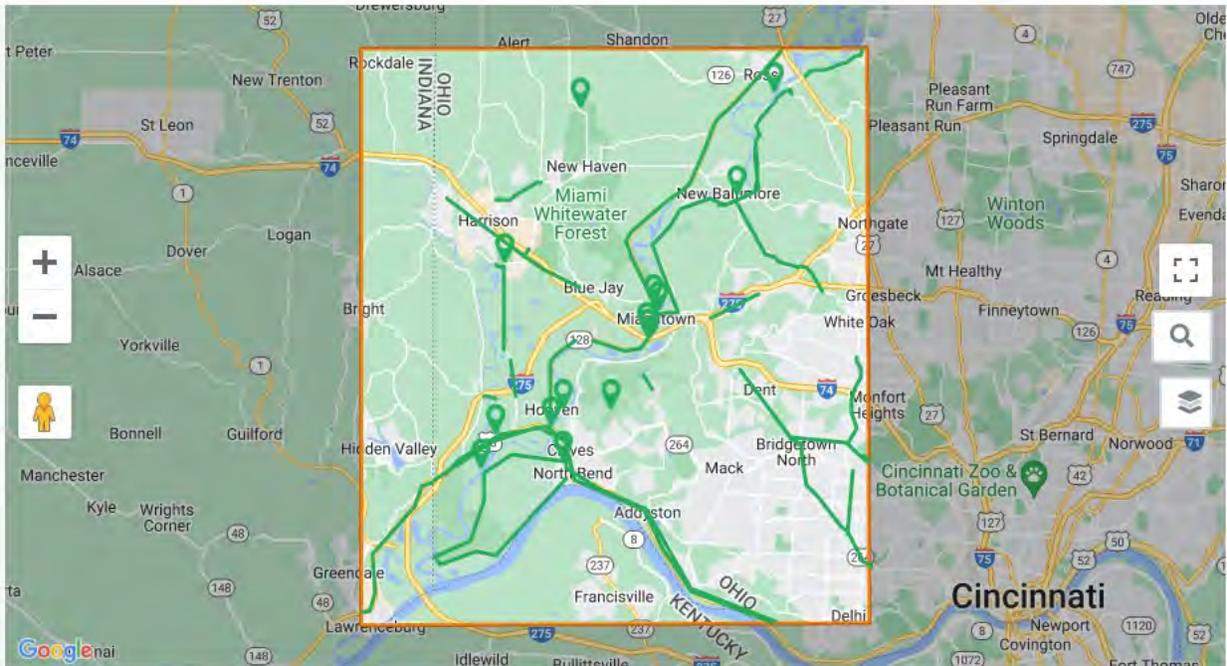 Drewersburg
52
27
Olde
Che
t Peter
Alert
Shandon
4
Rockdale
OHIO
INDIANA
126
Ross
747
New Trenton
Pleasant
Run Farm
St Leon
52
Pleasant Run
Springdale
275
74
nceville
74
New Haven
75
1
Miami
Whitewater
Forest
New Baltimore
Sharon
Harrison
Winton
Woods
127
Evenda
Northgate
27
Logan
Dover
4
Alsace
Mt Healthy
Blue Jay
275
Groesbeck
Reading
Bright
Miamitown
Finneytown
White Oak
75
126
Yorkville
128
1
275
Dent
74
Monfort
Heights
27
Hooven
Bonnell
Guilford
St Bernard
Norwood
71
Hidden Valley
Cleves
264
Bridgetown
North
Mack
Manchester
North Bend
Cincinnati Zoo &
Botanical Garden
42
Kyle
Wrights
Corner
Addyston
127
48
8
50
75
52
237
Greendale
148
48
OHIO
KENTUCKY
Francisville
Cincinnati
Delhi
Lawrenceburg
Newport
8
Covington
1120
52
275
237
Google
nai
148
Idlewild
Bullittsville
275
1072
Fort Thomas